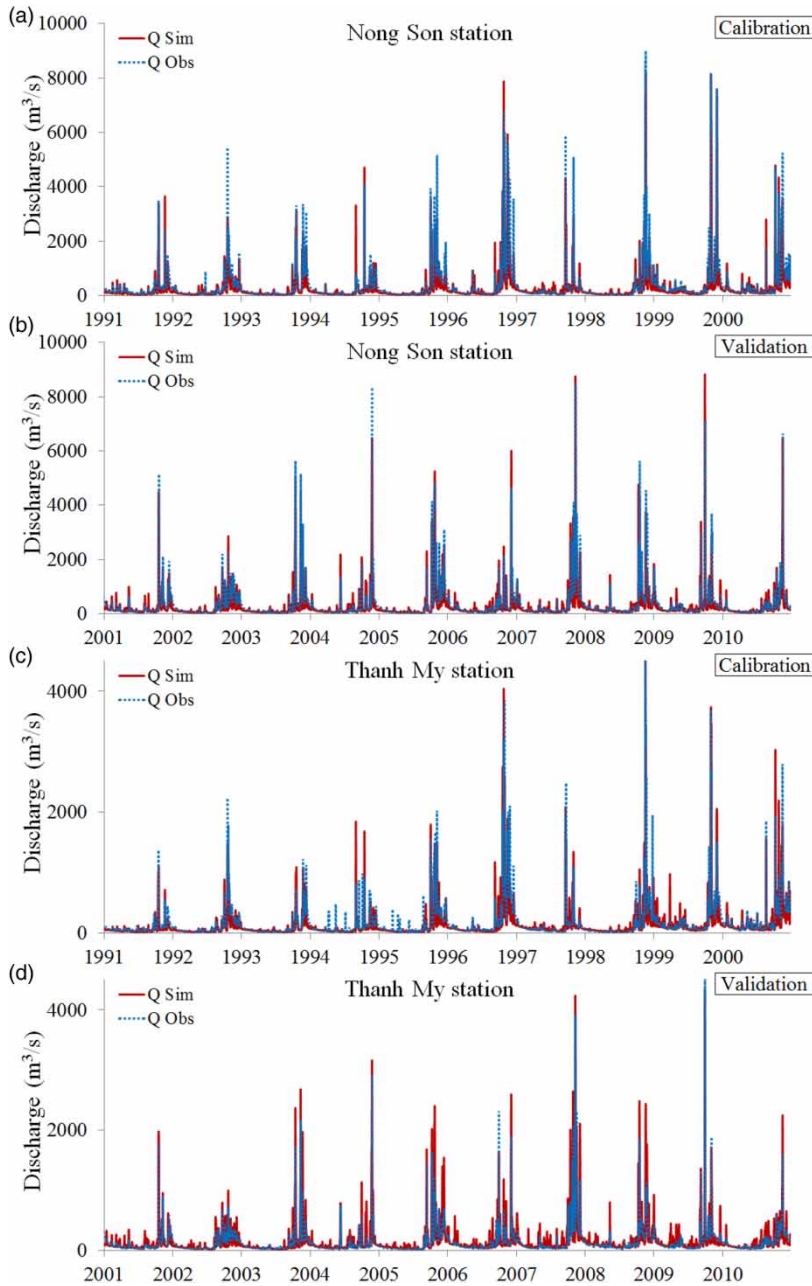 (a)
10000
8000
6000
4000
2000
0
Discharge (m³/s)
Q Sim
Q Obs
Nong Son station
Calibration
1991 1992 1993 1994 1995 1996 1997 1998 1999 2000
(b)
10000
8000
6000
4000
2000
0
Discharge (m³/s)
Q Sim
Q Obs
Nong Son station
Validation
2001 2002 2003 2004 2005 2006 2007 2008 2009 2010
(c)
4000
2000
0
Discharge (m³/s)
Q Sim
Q Obs
Thanh My station
Calibration
1991 1992 1993 1994 1995 1996 1997 1998 1999 2000
(d)
4000
2000
0
Discharge (m³/s)
Q Sim
Q Obs
Thanh My station
Validation
2001 2002 2003 2004 2005 2006 2007 2008 2009 2010